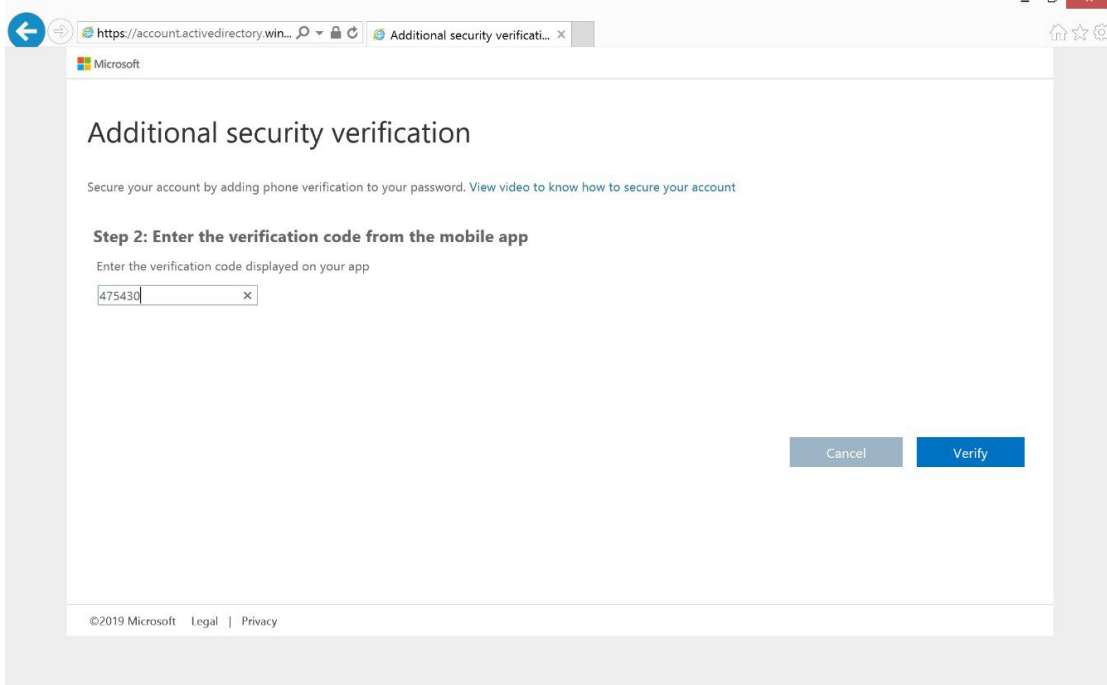 https://account.activedirectory.win...
Additional security verificati...
Microsoft
Additional security verification
Secure your account by adding phone verification to your password. View video to know how to secure your account
Step 2: Enter the verification code from the mobile app
Enter the verification code displayed on your app
475430
Cancel Verify
©2019 Microsoft Legal | Privacy